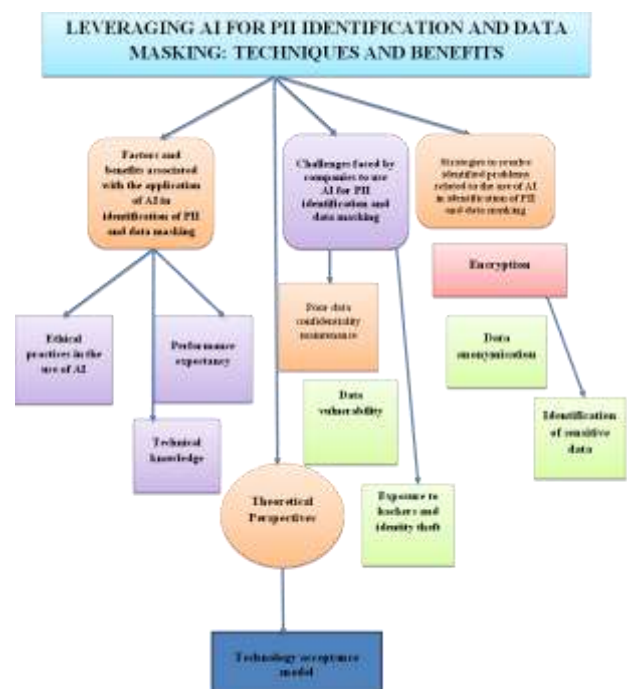 LEVERAGING AI FOR PII IDENTIFICATION AND DATA
MASKING: TECHNIQUES AND BENEFITS
Factors and
benefits associated
with the application
of AI in
identification of PII
and data masking
Challenges faced by
companies to use
AI for PII
identification and
data masking
Strategies to resolve
identified problems
related to the use of AI
in identification of PII
and data masking
Encryption
Ethical
practices in the
use of AI
Performance
expectancy
Poor data
confidentiality
maintenance
Data
anonymisation
Data
vulnerability
Identification
of sensitive
data
Technical
knowledge
Theoretical
Perspectives
Exposure to
hackers and
identity theft
Technology acceptance
model